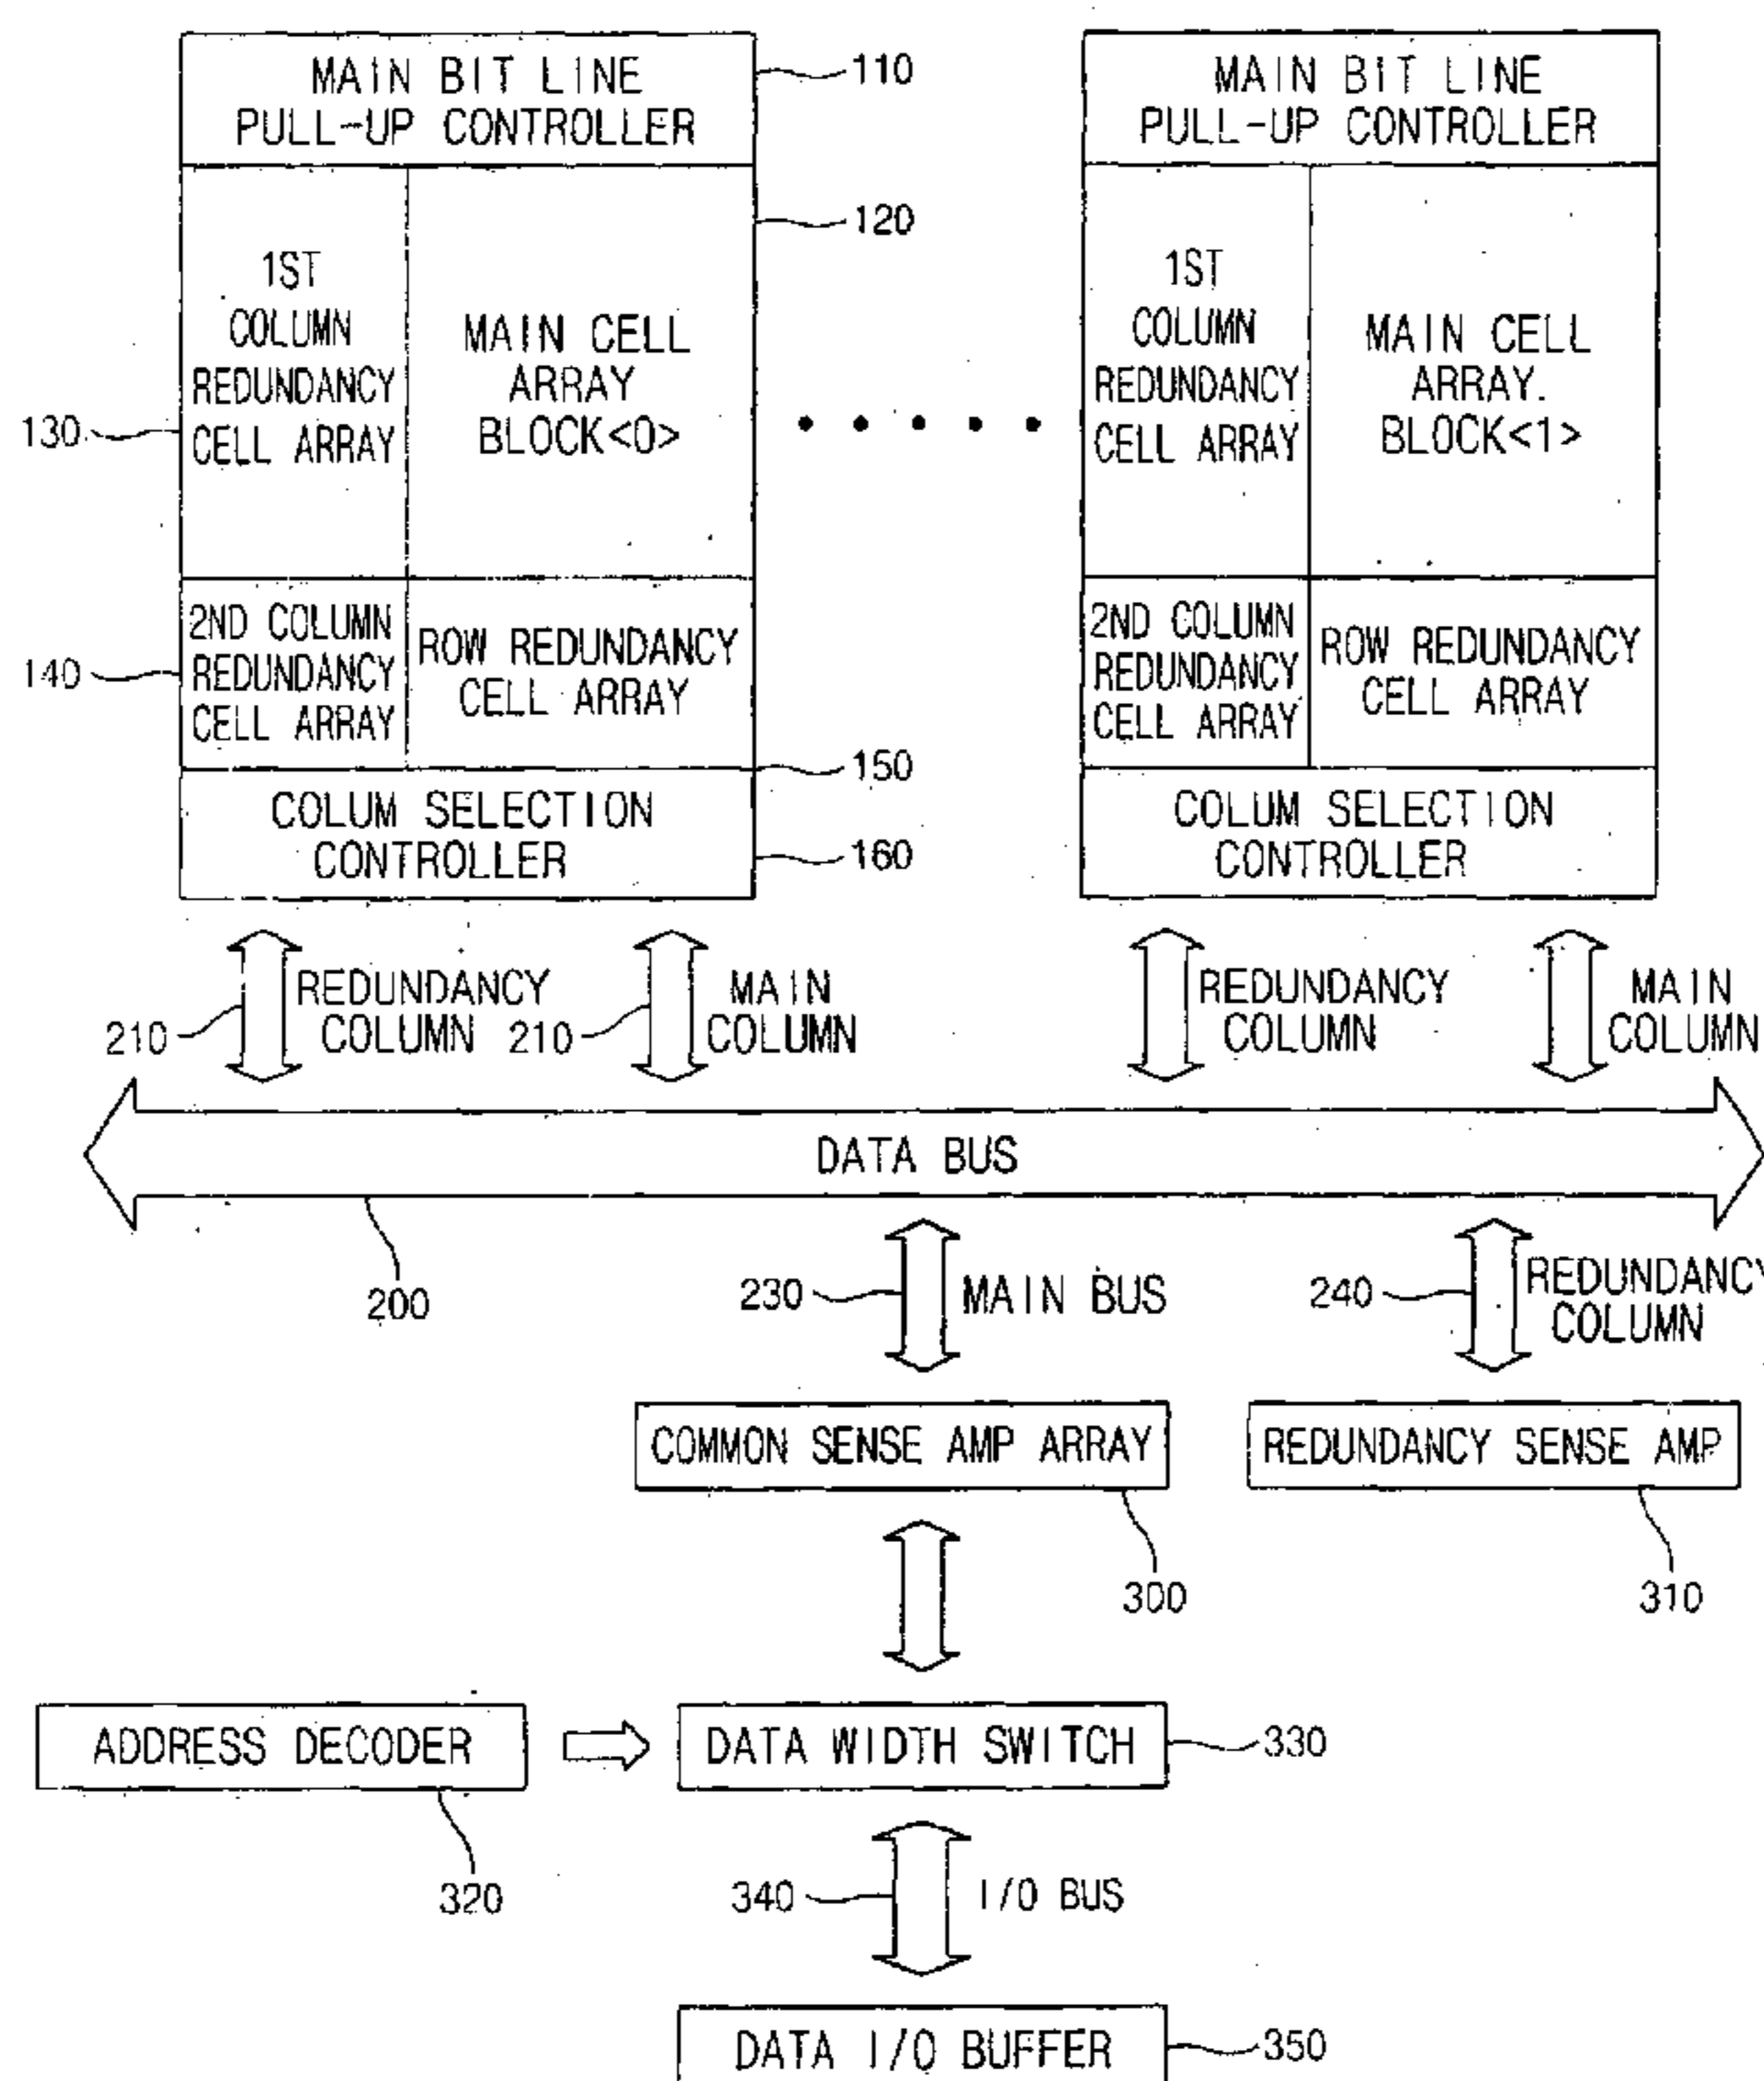 MAIN BIT LINE
PULL-UP CONTROLLER
110
120
1ST
COLUMN
REDUNDANCY
CELL ARRAY
130
MAIN CELL
ARRAY
BLOCK<0>
2ND COLUMN
REDUNDANCY
CELL ARRAY
140
ROW REDUNDANCY
CELL ARRAY
150
COLUM SELECTION
CONTROLLER
160
MAIN BIT LINE
PULL-UP CONTROLLER
1ST
COLUMN
REDUNDANCY
CELL ARRAY
MAIN CELL
ARRAY.
BLOCK<1>
2ND COLUMN
REDUNDANCY
CELL ARRAY
ROW REDUNDANCY
CELL ARRAY
COLUM SELECTION
CONTROLLER
210
REDUNDANCY
COLUMN
210
MAIN
COLUMN
REDUNDANCY
COLUMN
MAIN
COLUMN
DATA BUS
200
230
MAIN BUS
240
REDUNDANCY
COLUMN
COMMON SENSE AMP ARRAY
REDUNDANCY SENSE AMP
300
310
ADDRESS DECODER
DATA WIDTH SWITCH
330
320
340
I/O BUS
DATA I/O BUFFER
350